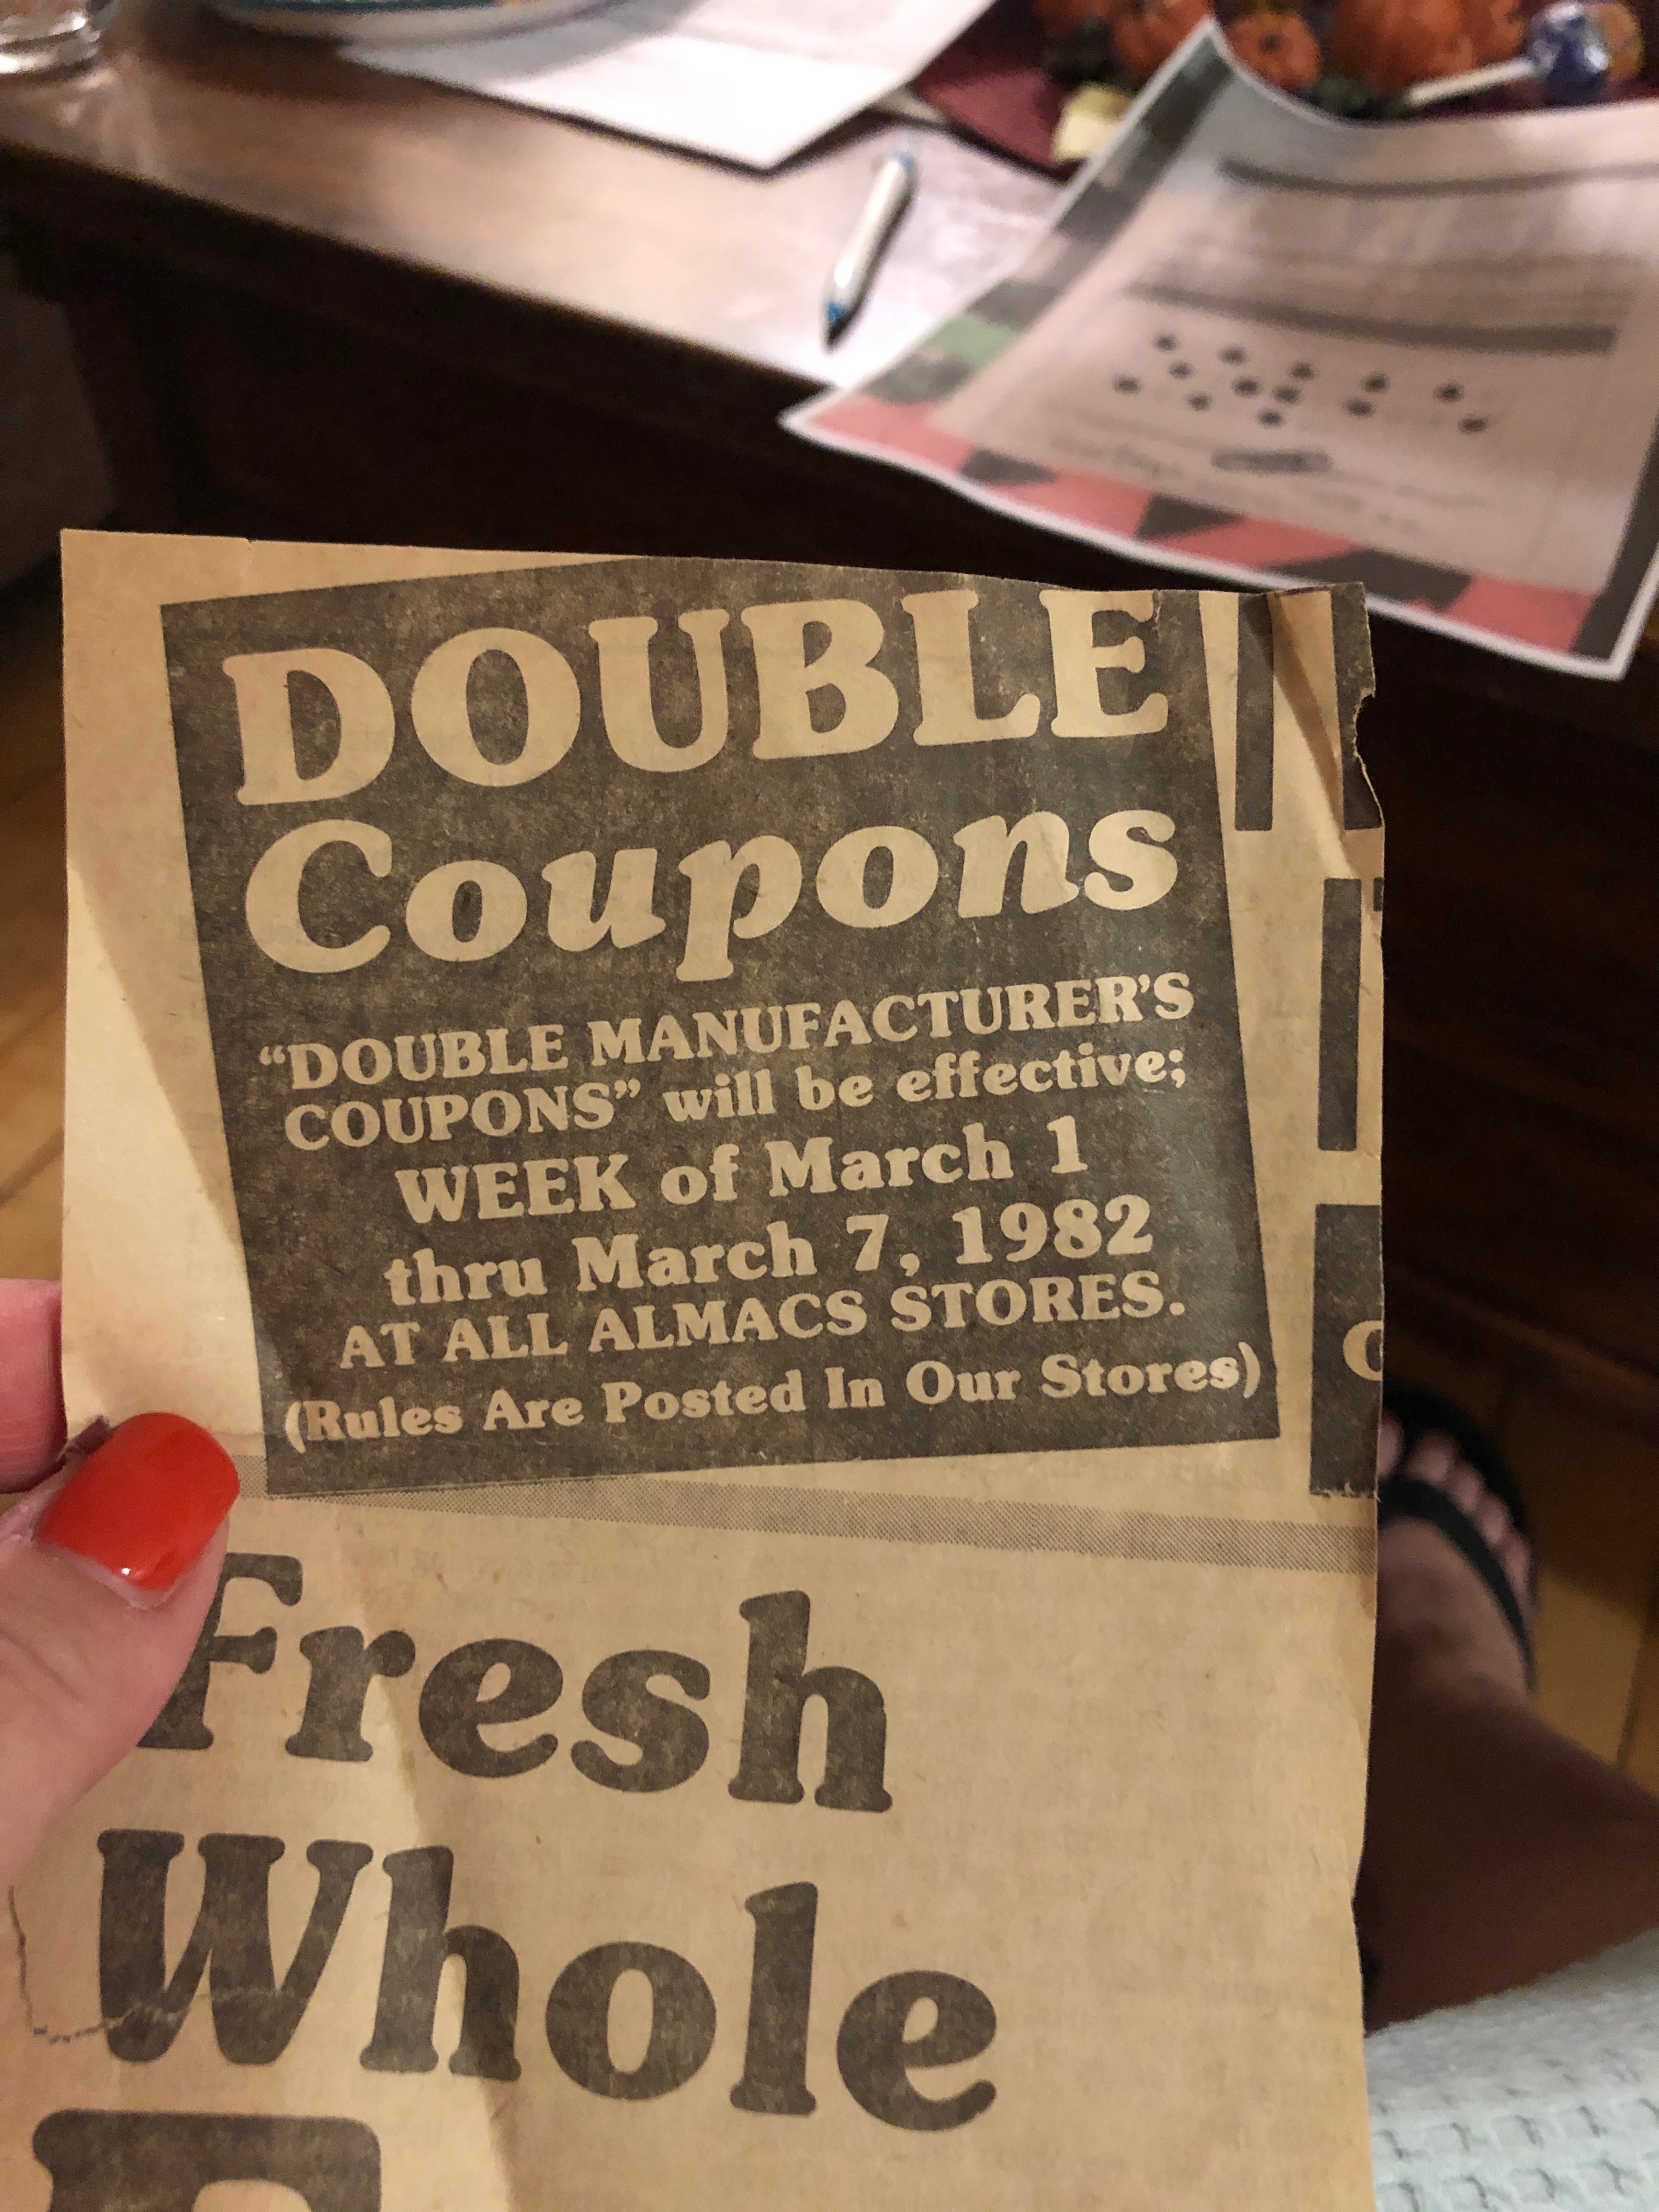 DOUBLE
Coupons
“DOUBLE MANUFACTURER’S
COUPONS” will be effective;
WEEK of March 1
thru March 7, 1982
AT ALL ALMACS STORES.
(Rules Are Posted In Our Stores)
Fresh
Whole